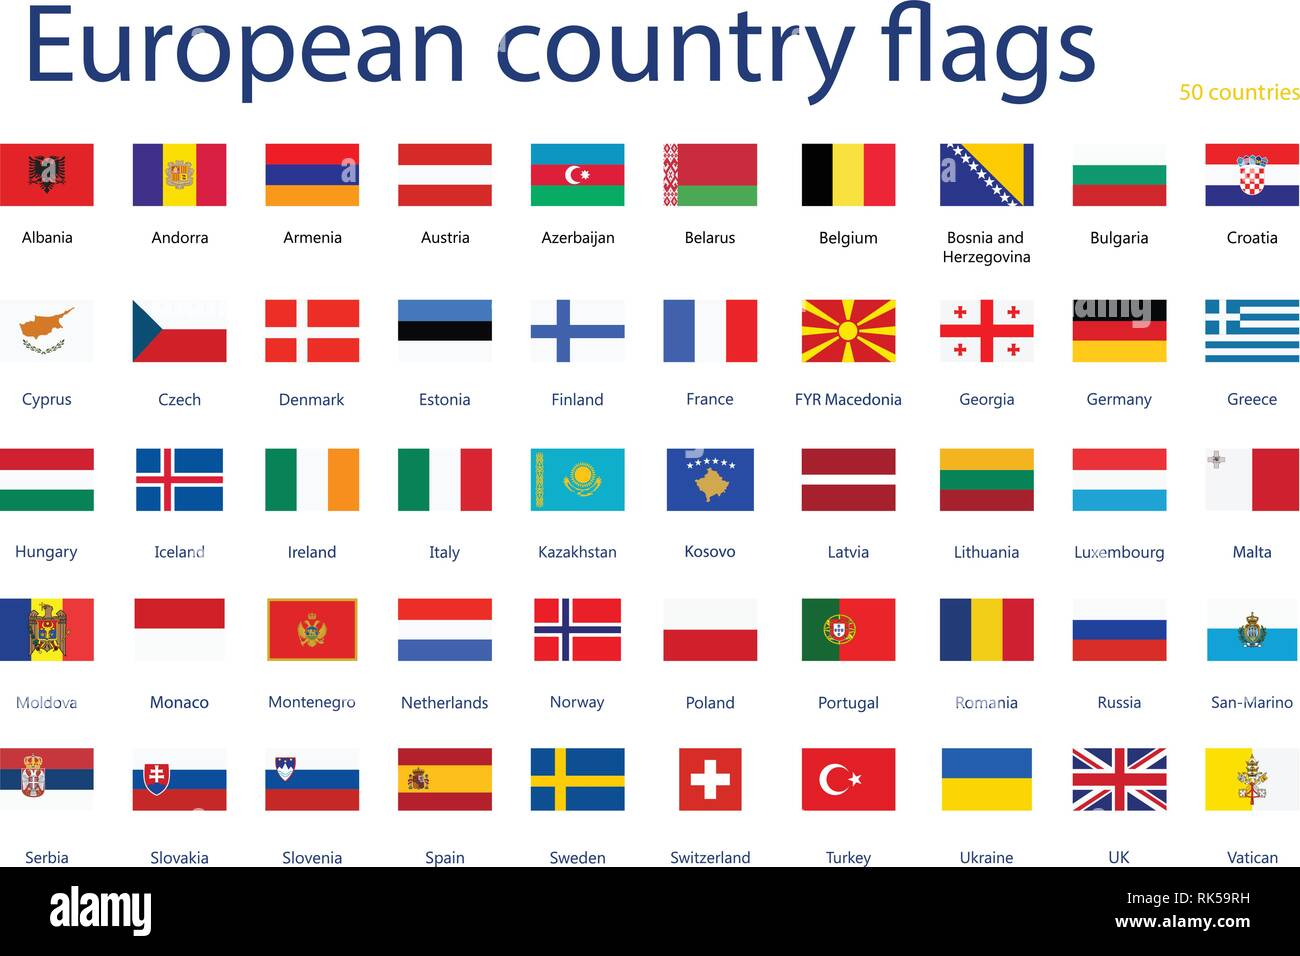 European country flags
50 countries
Albania Andorra Armenia Austria Azerbaijan Belarus Belgium Bosnia and Herzegovina Bulgaria Croatia
Cyprus Czech Denmark Estonia Finland France FYR Macedonia Georgia Germany Greece
Hungary Iceland Ireland Italy Kazakhstan Kosovo Latvia Lithuania Luxembourg Malta
Moldova Monaco Montenegro Netherlands Norway Poland Portugal Romania Russia San-Marino
Serbia Slovakia Slovenia Spain Sweden Switzerland Turkey Ukraine UK Vatican
alamy
Image ID: RK59RH
www.alamy.com